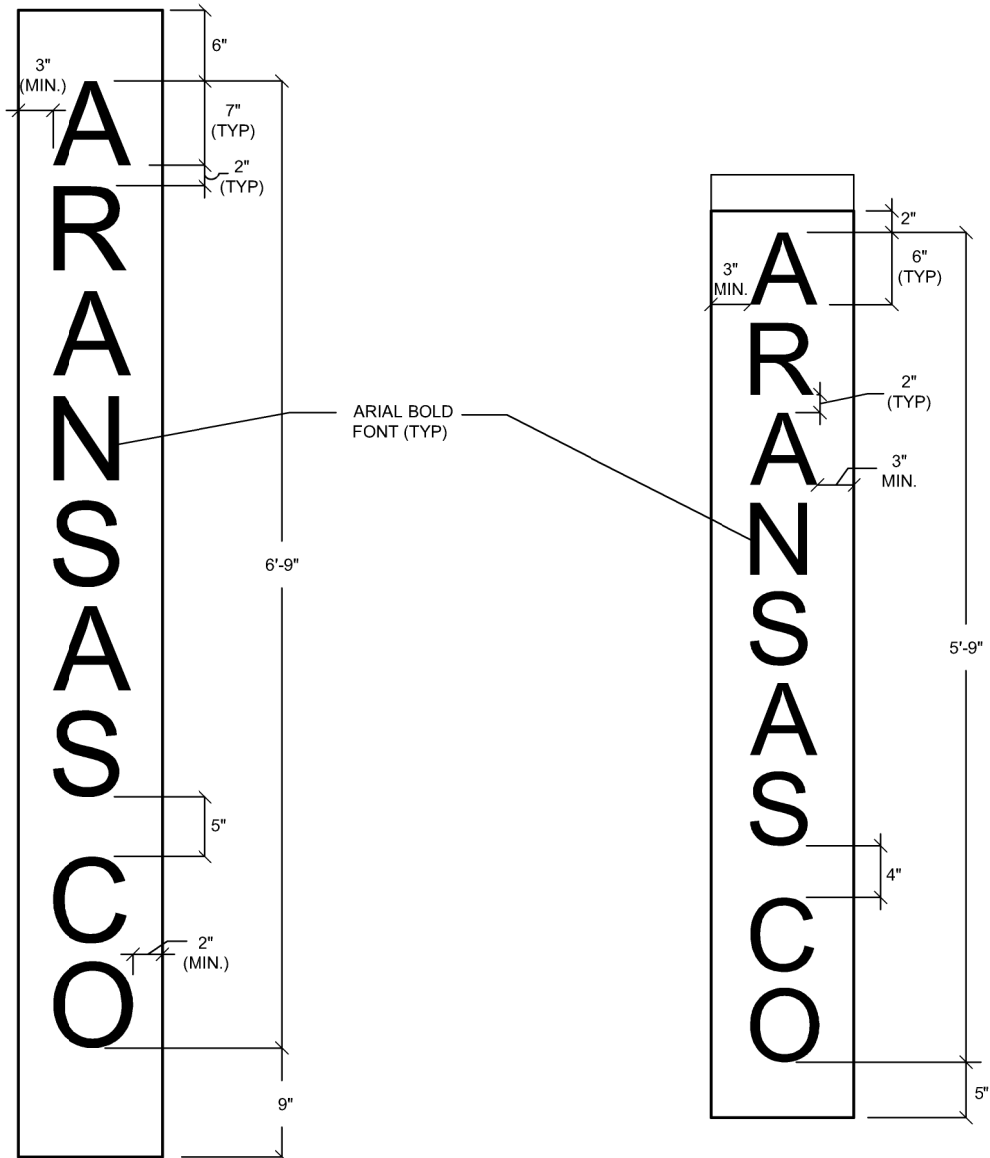 6"
3"
(MIN.)
7"
(TYP)
2"
(TYP)
A
R
A
N
S
A
S
C
O
6'-9"
5"
2"
(MIN.)
9"
ARIAL BOLD
FONT (TYP)
2"
6"
(TYP)
3"
MIN.
2"
(TYP)
3"
MIN.
A
R
A
N
S
A
S
C
O
5'-9"
4"
5"